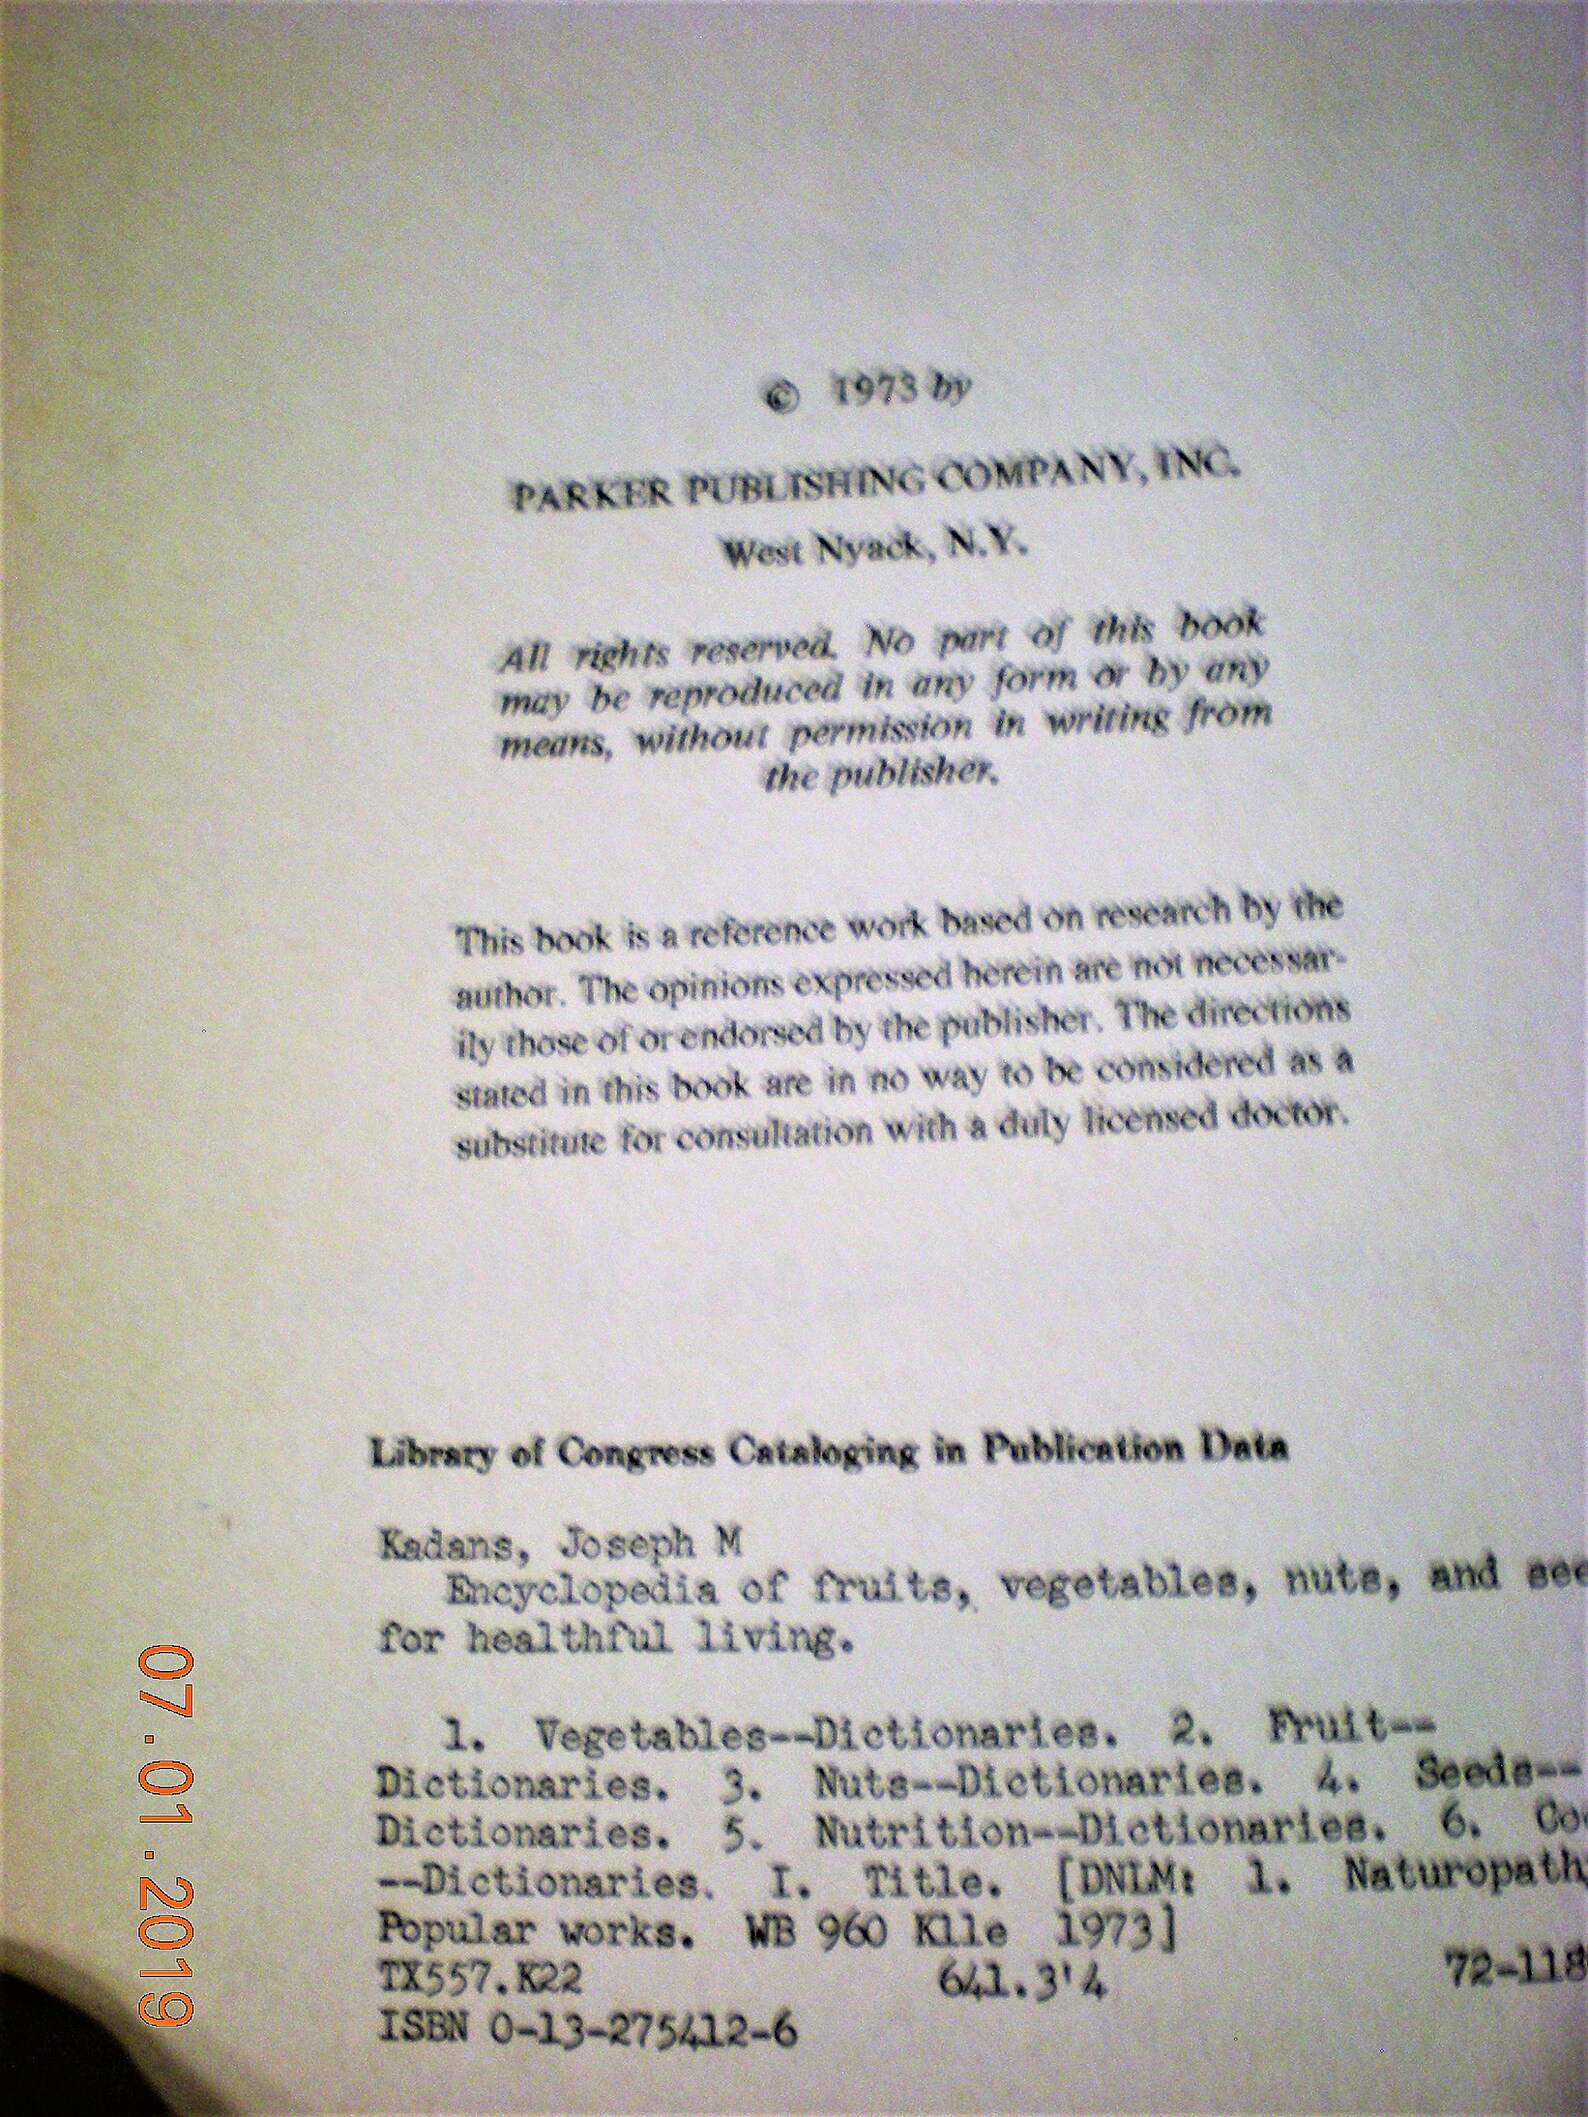 © 1973 by
PARKER PUBLISHING COMPANY, INC.
West Nyack, N.Y.
All rights reserved. No part of this book
may be reproduced in any form or by any
means, without permission in writing from
the publisher.
This book is a reference work based on research by the
author. The opinions expressed herein are not necessar-
ily those of or endorsed by the publisher. The directions
stated in this book are in no way to be considered as a
substitute for consultation with a duly licensed doctor.
Library of Congress Cataloging in Publication Data
Kadans, Joseph M
Encyclopedia of fruits, vegetables, nuts, and see
for healthful living.
1. Vegetables--Dictionaries. 2. Fruit--
Dictionaries. 3. Nuts--Dictionaries. 4. Seeds--
Dictionaries. 5. Nutrition--Dictionaries. 6. Co
--Dictionaries. I. Title. [DNLM: 1. Naturopath
Popular works. WB 960 K11e 1973]
TX557.K22 641.3'4 72-118
ISBN 0-13-275412-6
07.01.2019